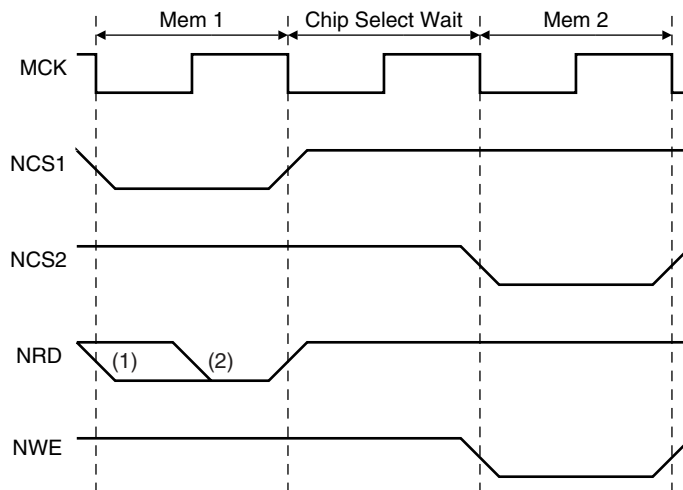 Mem 1 Chip Select Wait Mem 2
MCK
NCS1
NCS2
NRD (1) (2)
NWE